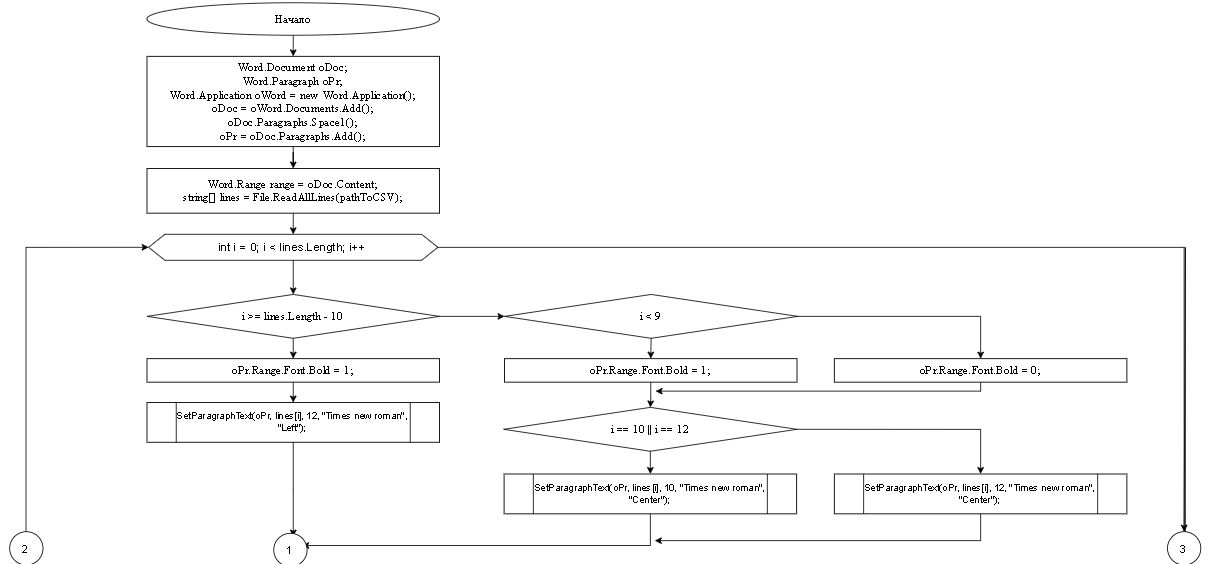 Начало
Word.Document oDoc;
Word.Paragraph oPr;
Word.Application oWord = new Word.Application();
oDoc = oWord.Documents.Add();
oDoc.Paragraphs.Space1();
oPr = oDoc.Paragraphs.Add();
Word.Range range = oDoc.Content;
string[] lines = File.ReadAllLines(pathToCSV);
int i = 0; i < lines.Length; i++
i >= lines.Length - 10
i < 9
oPr.Range.Font.Bold = 1;
oPr.Range.Font.Bold = 1;
oPr.Range.Font.Bold = 0;
SetParagraphText(oPr, lines[i], 12, "Times new roman",
"Left");
i == 10 || i == 12
SetParagraphText(oPr, lines[i], 10, "Times new roman",
"Center");
SetParagraphText(oPr, lines[i], 12, "Times new roman",
"Center");
2
1
3